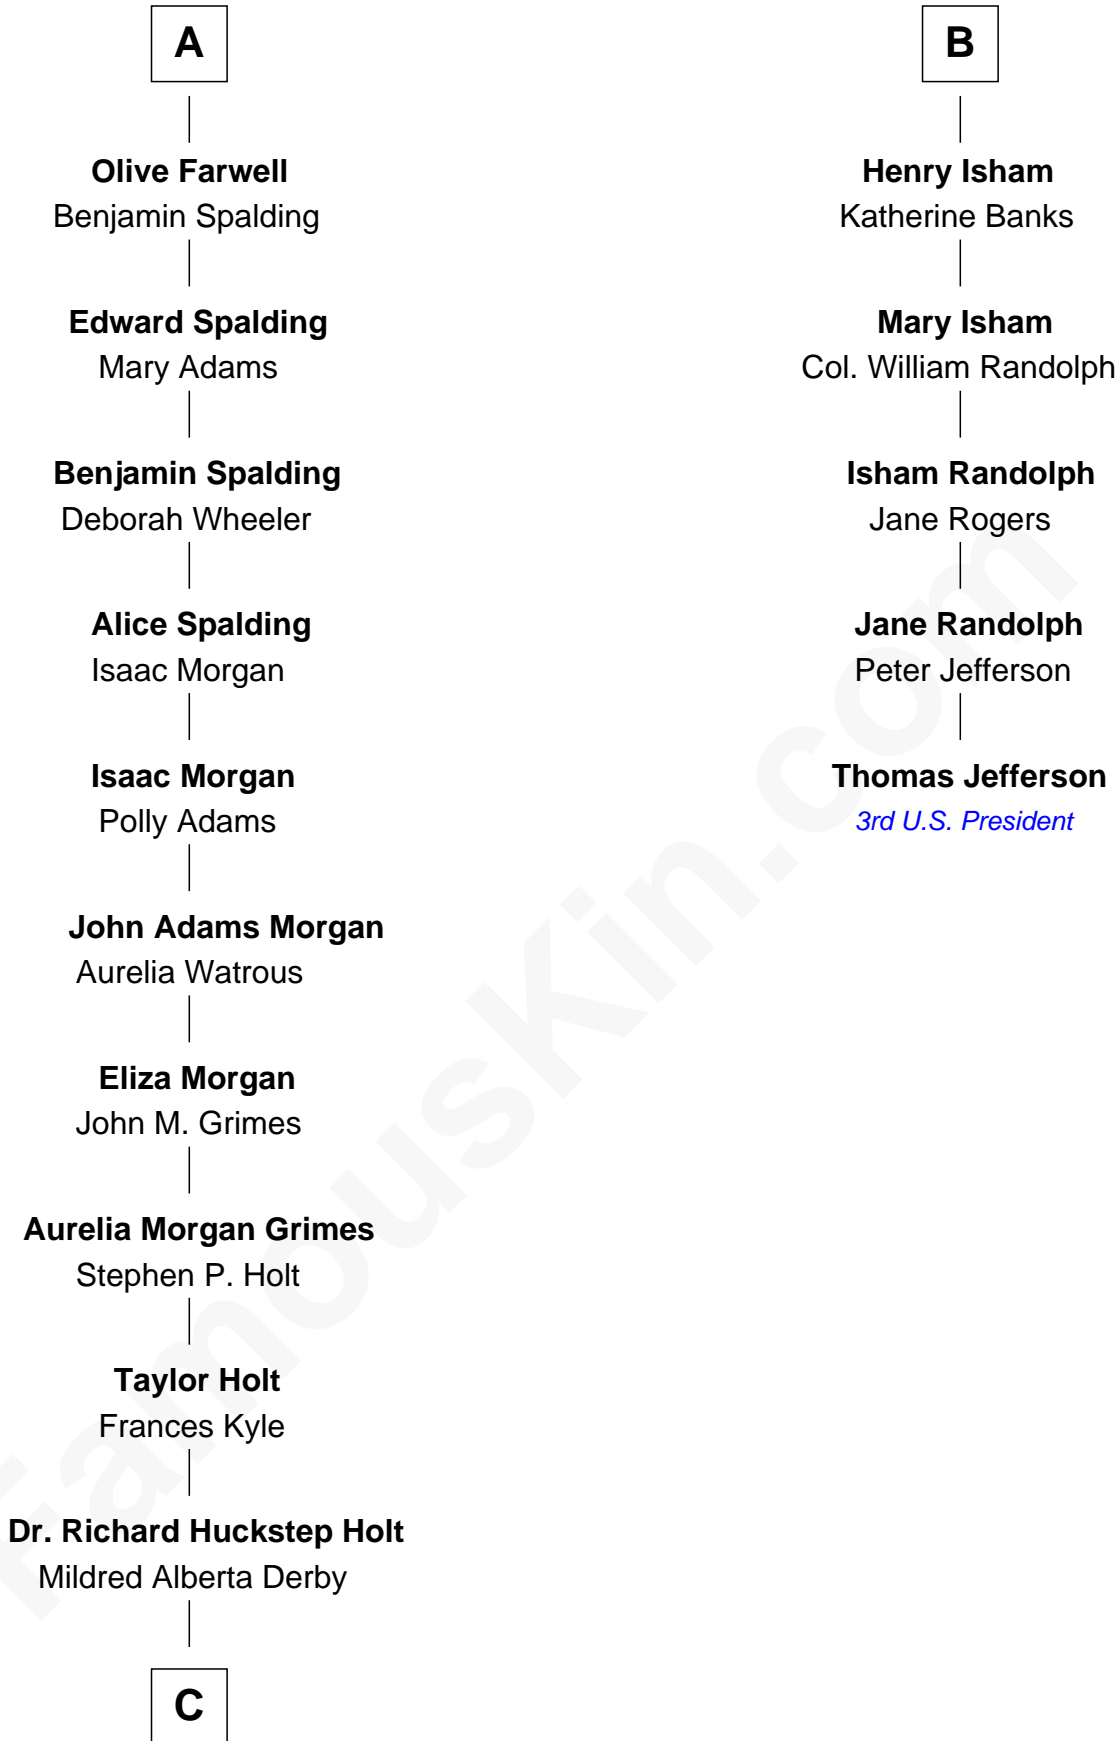 A
Olive Farwell
Benjamin Spalding
Edward Spalding
Mary Adams
Benjamin Spalding
Deborah Wheeler
Alice Spalding
Isaac Morgan
Isaac Morgan
Polly Adams
John Adams Morgan
Aurelia Watrous
Eliza Morgan
John M. Grimes
Aurelia Morgan Grimes
Stephen P. Holt
Taylor Holt
Frances Kyle
Dr. Richard Huckstep Holt
Mildred Alberta Derby
C
B
Henry Isham
Katherine Banks
Mary Isham
Col. William Randolph
Isham Randolph
Jane Rogers
Jane Randolph
Peter Jefferson
Thomas Jefferson
3rd U.S. President
FamousKin.com